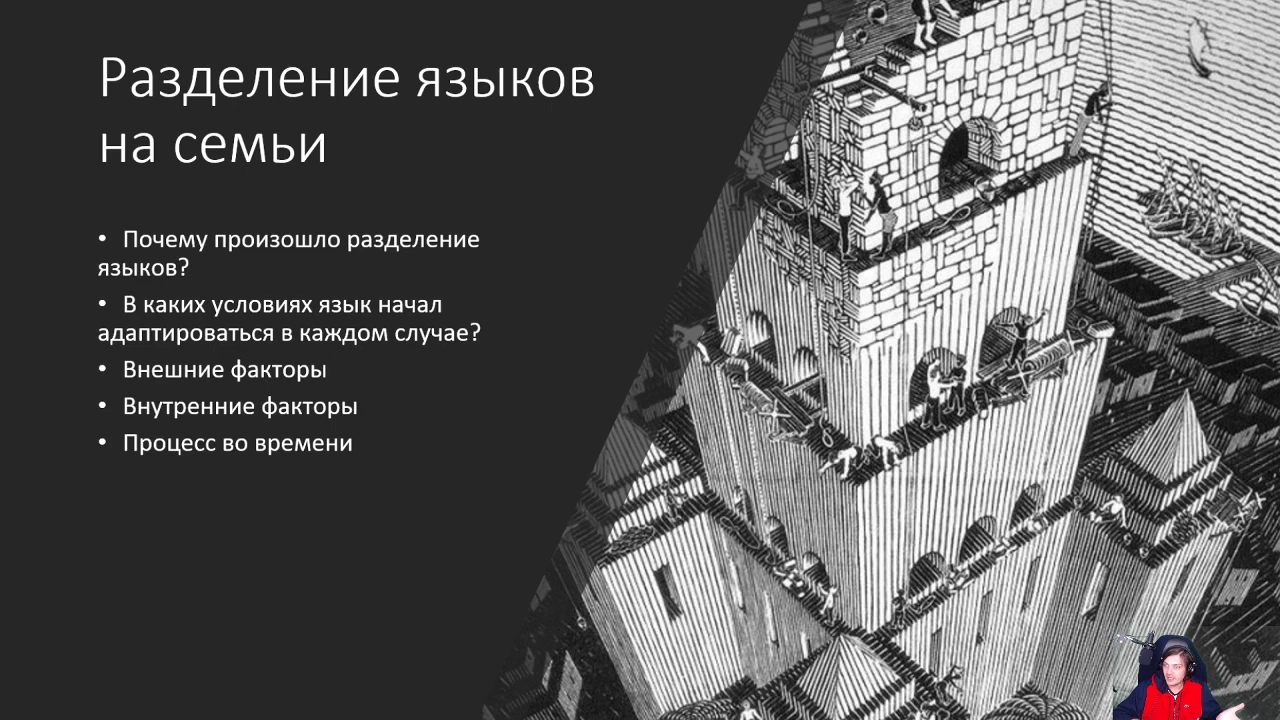 Разделение языков
на семьи
• Почему произошло разделение
языков?
• В каких условиях язык начал
адаптироваться в каждом случае?
• Внешние факторы
• Внутренние факторы
• Процесс во времени